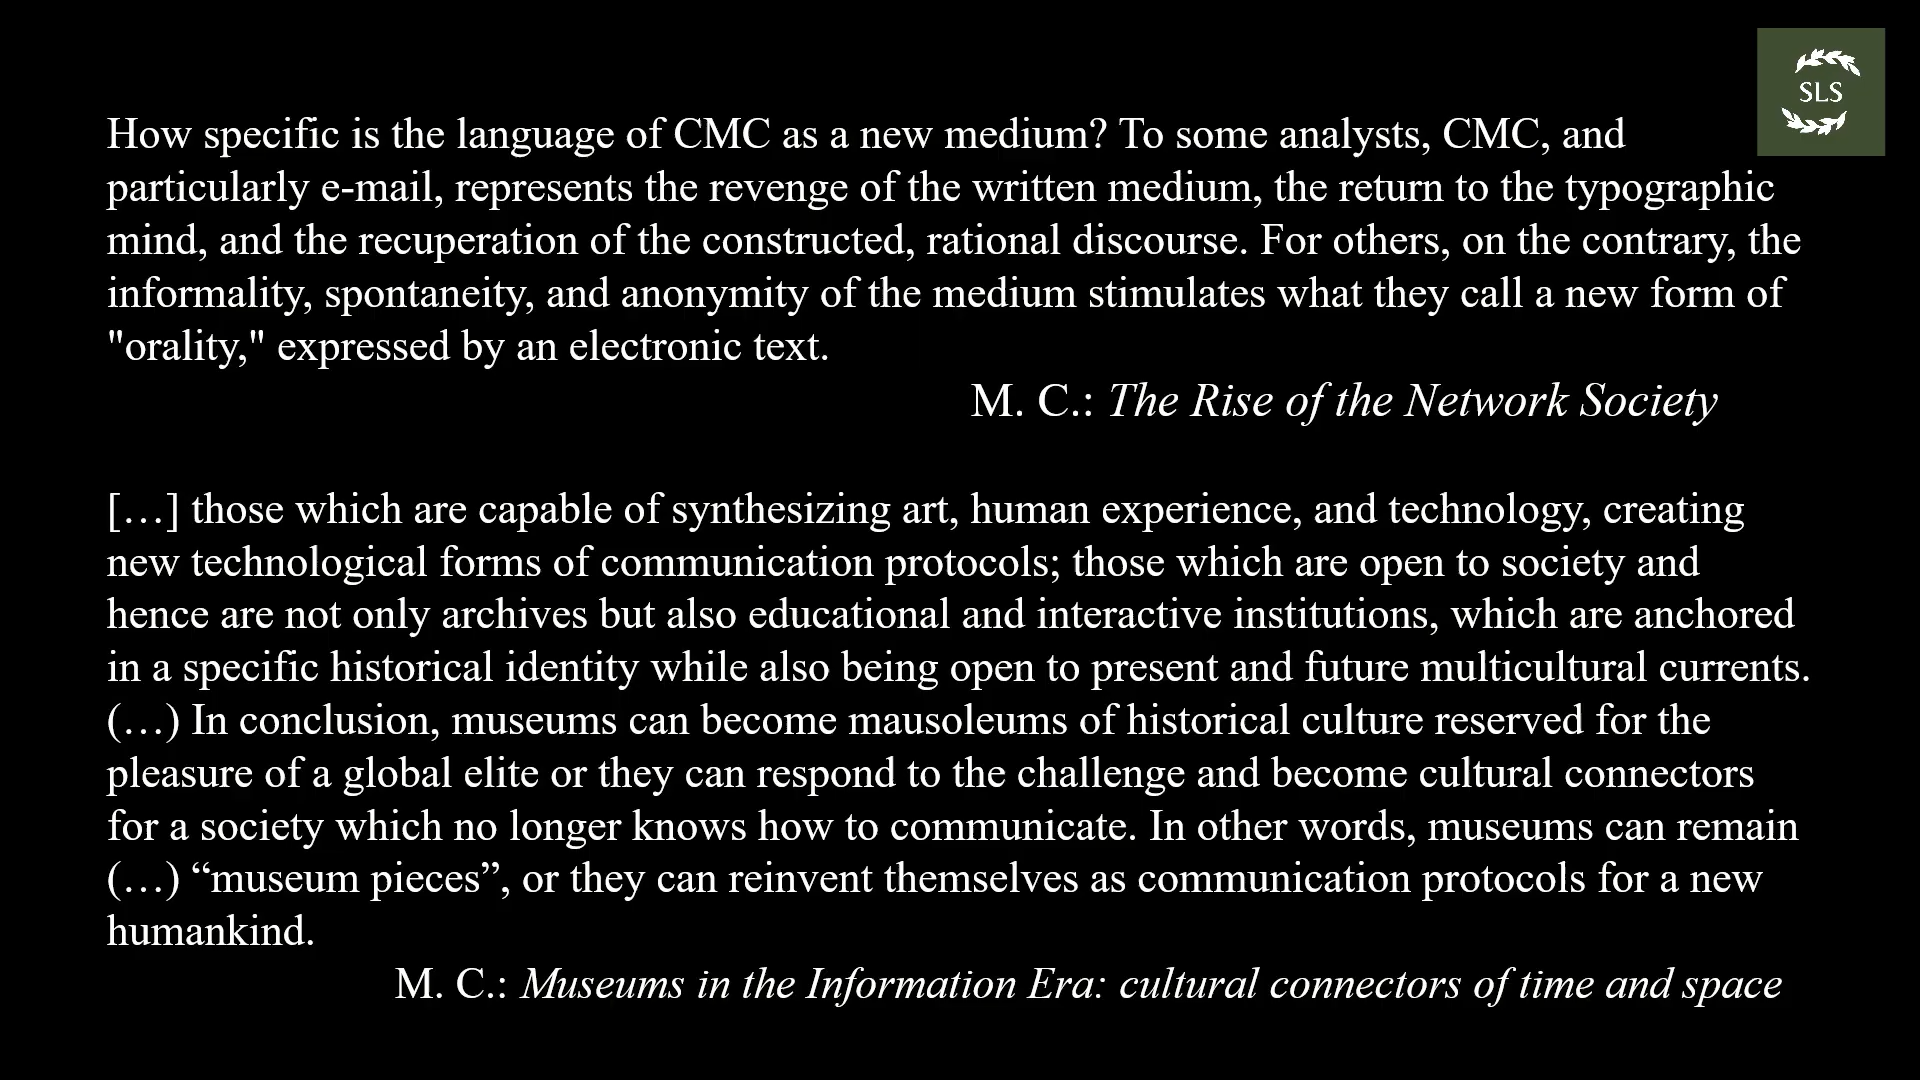 SLS
How specific is the language of CMC as a new medium? To some analysts, CMC, and
particularly e-mail, represents the revenge of the written medium, the return to the typographic
mind, and the recuperation of the constructed, rational discourse. For others, on the contrary, the
informality, spontaneity, and anonymity of the medium stimulates what they call a new form of
"orality," expressed by an electronic text.
M. C.: The Rise of the Network Society
[…] those which are capable of synthesizing art, human experience, and technology, creating
new technological forms of communication protocols; those which are open to society and
hence are not only archives but also educational and interactive institutions, which are anchored
in a specific historical identity while also being open to present and future multicultural currents.
(…) In conclusion, museums can become mausoleums of historical culture reserved for the
pleasure of a global elite or they can respond to the challenge and become cultural connectors
for a society which no longer knows how to communicate. In other words, museums can remain
(…) “museum pieces”, or they can reinvent themselves as communication protocols for a new
humankind.
M. C.: Museums in the Information Era: cultural connectors of time and space